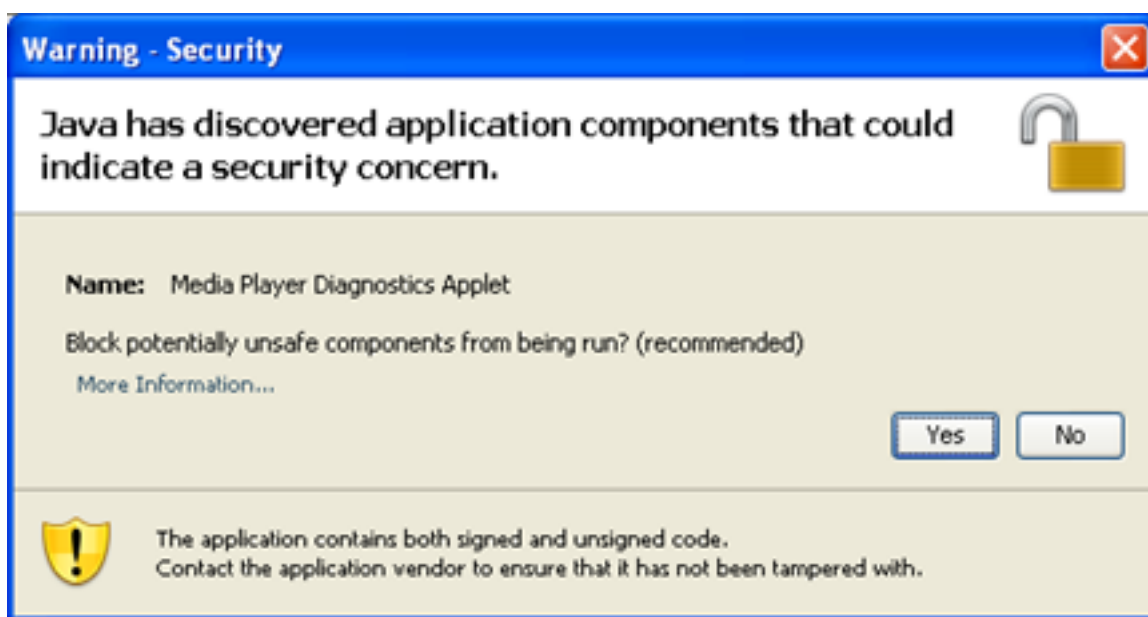 Warning - Security
Java has discovered application components that could
indicate a security concern.
Name: Media Player Diagnostics Applet
Block potentially unsafe components from being run? (recommended)
More Information...
Yes No
The application contains both signed and unsigned code.
Contact the application vendor to ensure that it has not been tampered with.